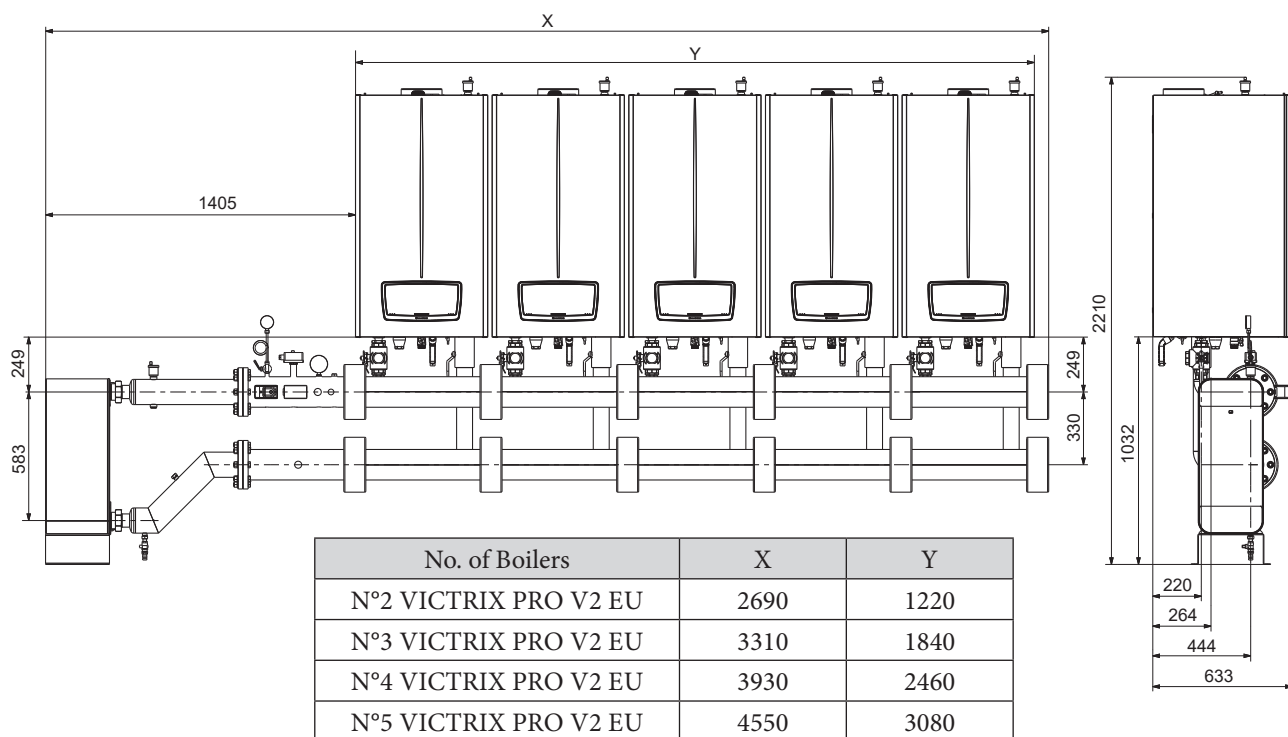 X
Y
1405
249
583
249
330
2210
1032
220
264
444
633
No. of Boilers X Y
N°2 VICTRIX PRO V2 EU 2690 1220
N°3 VICTRIX PRO V2 EU 3310 1840
N°4 VICTRIX PRO V2 EU 3930 2460
N°5 VICTRIX PRO V2 EU 4550 3080